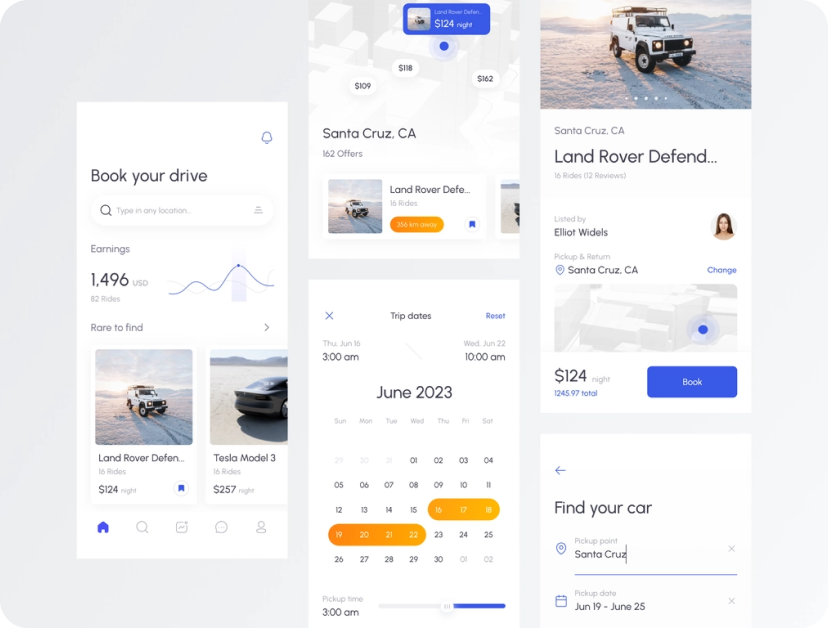 Book your drive
Type in any location..
Earnings
1,496 USD
82 Rides
Rare to find
Land Rover Defen...
16 Rides
$124 night
Tesla Model 3
16 Rides
$257 night
Land Rover Defen..
$124 night
$118
$109
$162
Santa Cruz, CA
162 Offers
Land Rover Defe...
16 Rides
356 km away
Trip dates
Reset
Thu, Jun 16
3:00 am
Wed, Jun 22
10:00 am
June 2023
Sun Mon Tue Wed Thu Fri Sat
29 30 31 01 02 03 04
05 06 07 08 09 10 11
12 13 14 15 16 17 18
19 20 21 22 23 24 25
26 27 28 29 30 01 02
Pickup time
3:00 am
Santa Cruz, CA
Land Rover Defend...
16 Rides (12 Reviews)
Listed by
Elliot Widels
Pickup & Return
Santa Cruz, CA
Change
$124 night
1245.97 total
Book
Find your car
Pickup point
Santa Cruz
Pickup date
Jun 19 - June 25